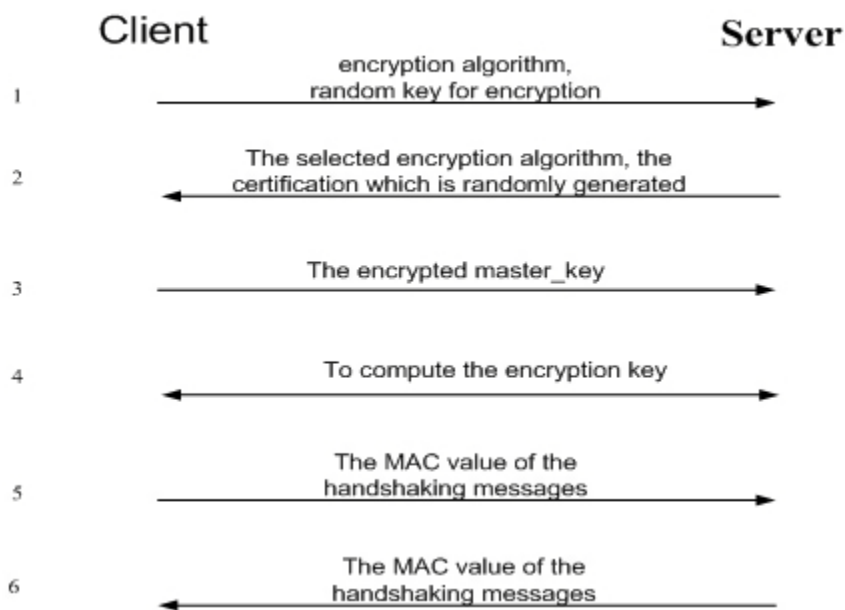 Client
Server
1
encryption algorithm,
random key for encryption
2
The selected encryption algorithm, the
certification which is randomly generated
3
The encrypted master_key
4
To compute the encryption key
5
The MAC value of the
handshaking messages
6
The MAC value of the
handshaking messages